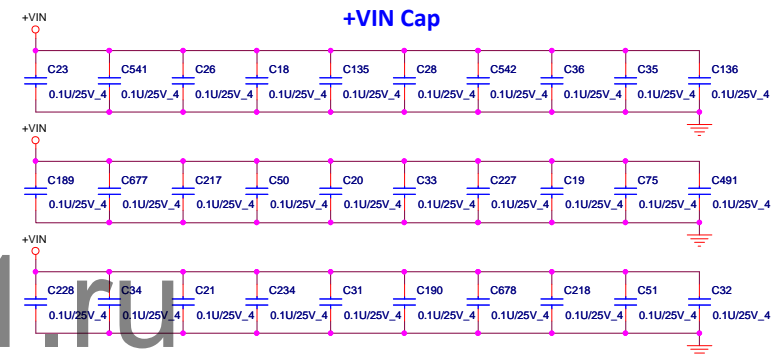 +VIN Cap
+VIN
C23 C541 C26 C18 C135 C28 C542 C36 C35 C136
0.1U/25V_4 0.1U/25V_4 0.1U/25V_4 0.1U/25V_4 0.1U/25V_4 0.1U/25V_4 0.1U/25V_4 0.1U/25V_4 0.1U/25V_4 0.1U/25V_4
+VIN
C189 C677 C217 C50 C20 C33 C227 C19 C75 C491
0.1U/25V_4 0.1U/25V_4 0.1U/25V_4 0.1U/25V_4 0.1U/25V_4 0.1U/25V_4 0.1U/25V_4 0.1U/25V_4 0.1U/25V_4 0.1U/25V_4
+VIN
C228 C34 C21 C234 C31 C190 C678 C218 C51 C32
0.1U/25V_4 0.1U/25V_4 0.1U/25V_4 0.1U/25V_4 0.1U/25V_4 0.1U/25V_4 0.1U/25V_4 0.1U/25V_4 0.1U/25V_4 0.1U/25V_4
1.ru